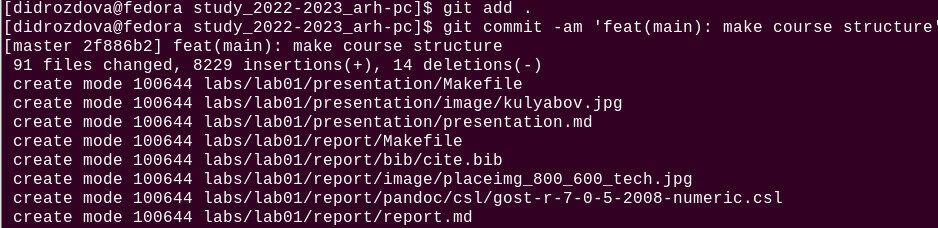 [didrozdova@fedora study_2022-2023_arh-pc]$ git add .
[didrozdova@fedora study_2022-2023_arh-pc]$ git commit -am 'feat(main): make course structure'
[master 2f886b2] feat(main): make course structure
 91 files changed, 8229 insertions(+), 14 deletions(-)
 create mode 100644 labs/lab01/presentation/Makefile
 create mode 100644 labs/lab01/presentation/image/kulyabov.jpg
 create mode 100644 labs/lab01/presentation/presentation.md
 create mode 100644 labs/lab01/report/Makefile
 create mode 100644 labs/lab01/report/bib/cite.bib
 create mode 100644 labs/lab01/report/image/placeimg_800_600_tech.jpg
 create mode 100644 labs/lab01/report/pandoc/csl/gost-r-7-0-5-2008-numeric.csl
 create mode 100644 labs/lab01/report/report.md